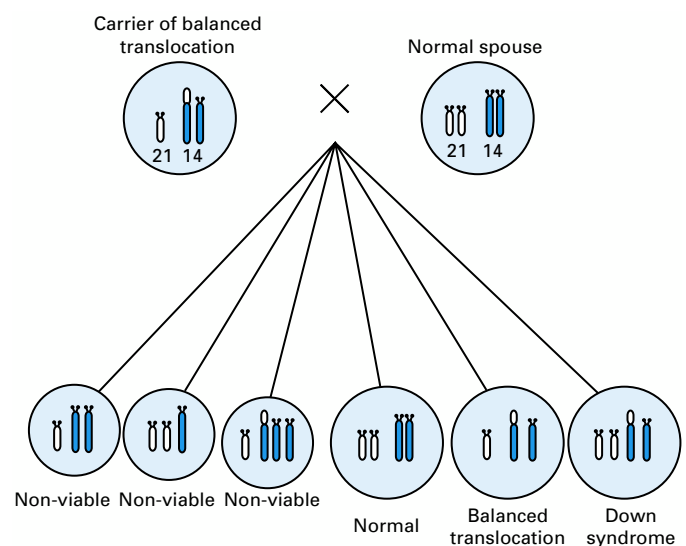 Carrier of balanced
translocation
Normal spouse
21 14
21 14
Non-viable
Non-viable
Non-viable
Normal
Balanced
translocation
Down
syndrome